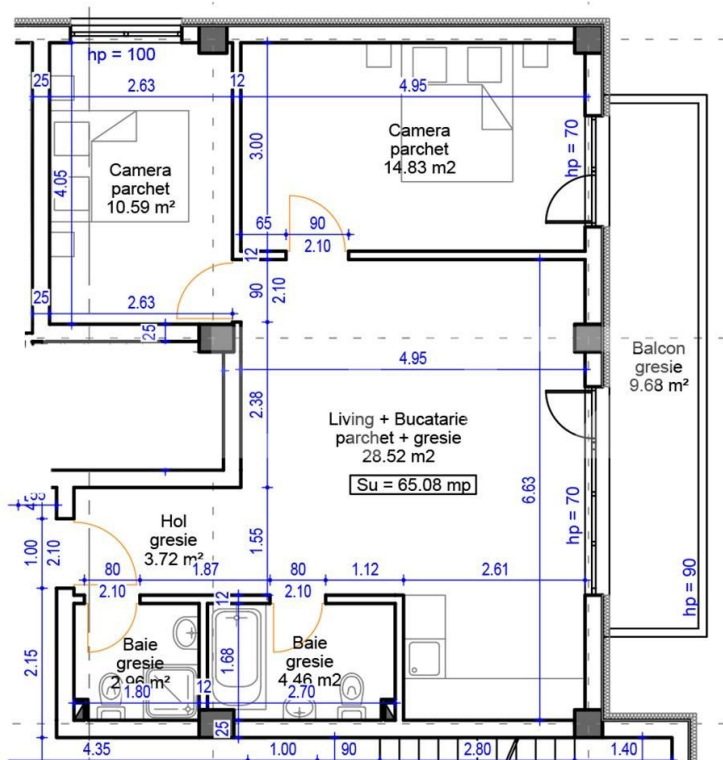 hp = 100
25
2.63
12
4.95
Camera
parchet
14.83 m2
hp = 70
3.00
4.05
Camera
parchet
10.59 m²
65
90
2.10
12
90
2.10
25
2.63
25
4.95
Balcon
gresie
9.68 m²
2.38
Living + Bucatarie
parchet + gresie
28.52 m2
Su = 65.08 mp
6.63
hp = 70
Hol
gresie
3.72 m²
1.55
1.00
2.10
80
2.10
1.87
80
2.10
1.12
2.61
hp = 90
12
2.15
Baie
gresie
2.96 m²
1.80
12
1.68
Baie
gresie
4.46 m2
2.70
25
4.35
1.00
90
2.80
1.40